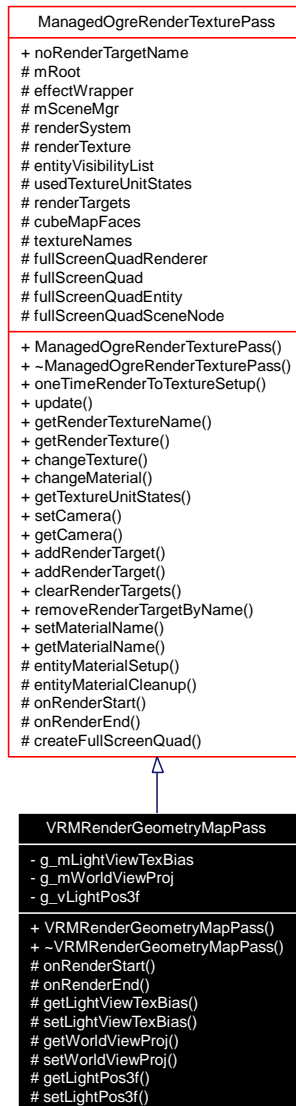 ManagedOgreRenderTexturePass
+ noRenderTargetName
# mRoot
# effectWrapper
# mSceneMgr
# renderSystem
# renderTexture
# entityVisibilityList
# usedTextureUnitStates
# renderTargets
# cubeMapFaces
# textureNames
# fullScreenQuadRenderer
# fullScreenQuad
# fullScreenQuadEntity
# fullScreenQuadSceneNode
+ ManagedOgreRenderTexturePass()
+ ~ManagedOgreRenderTexturePass()
+ oneTimeRenderToTextureSetup()
+ update()
+ getRenderTextureName()
+ getRenderTexture()
+ changeTexture()
+ changeMaterial()
+ getTextureUnitStates()
+ setCamera()
+ getCamera()
+ addRenderTarget()
+ addRenderTarget()
+ clearRenderTargets()
+ removeRenderTargetByName()
+ setMaterialName()
+ getMaterialName()
# entityMaterialSetup()
# entityMaterialCleanup()
# onRenderStart()
# onRenderEnd()
# createFullScreenQuad()
VRMRenderGeometryMapPass
- g_mLightViewTexBias
- g_mWorldViewProj
- g_vLightPos3f
+ VRMRenderGeometryMapPass()
+ ~VRMRenderGeometryMapPass()
# onRenderStart()
# onRenderEnd()
# getLightViewTexBias()
# setLightViewTexBias()
# getWorldViewProj()
# setWorldViewProj()
# getLightPos3f()
# setLightPos3f()